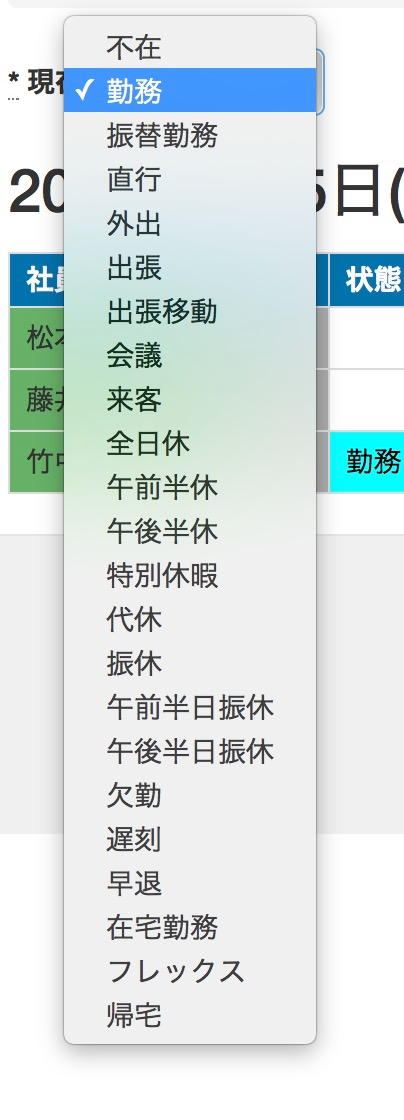 不在
* 現
✓ 勤務
振替勤務
直行
20 5日(
外出
出張
社員 状態
出張移動
松本
会議
藤井
来客
全日休
竹中 勤務
午前半休
午後半休
特別休暇
代休
振休
午前半日振休
午後半日振休
欠勤
遅刻
早退
在宅勤務
フレックス
帰宅